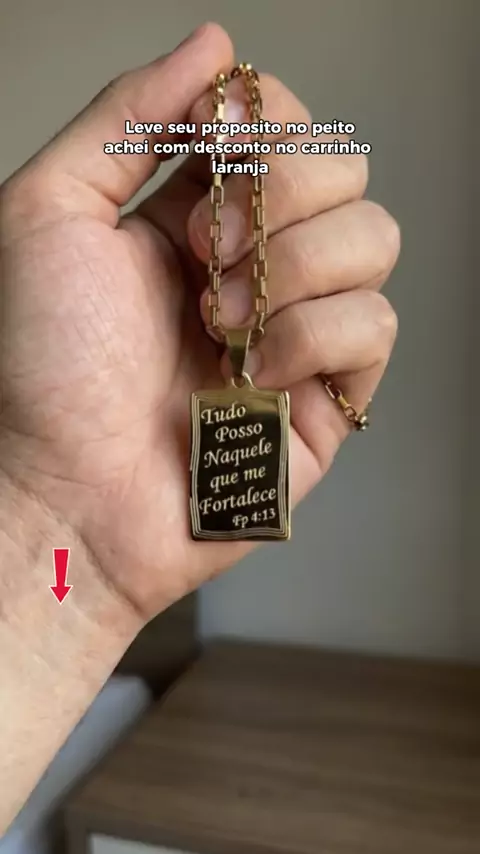 Leve seu proposito no peito
achei com desconto no carrinho
laranja
Tudo
Posso
Naquele
que me
Fortalece
Fp 4:13